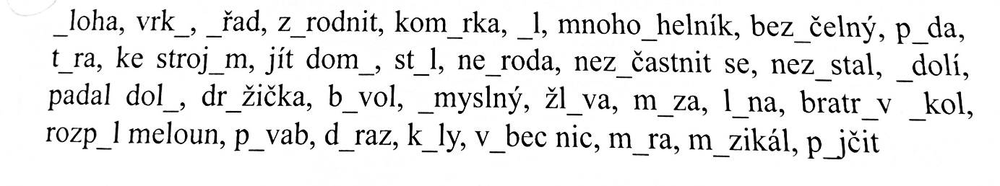 _loha, vrk_, _řad, z_rodnit, kom_rka, _l, mnoho_helník, bez_čelný, p_da,
t_ra, ke stroj_m, jít dom_, st_l, ne_roda, nez_častnit se, nez_stal, _dolí,
padal dol_, dr_žička, b_vol, _myslný, žl_va, m_za, l_na, bratr_v _kol,
rozp_l meloun, p_vab, d_raz, k_ly, v_bec nic, m_ra, m_zikál, p_jčit